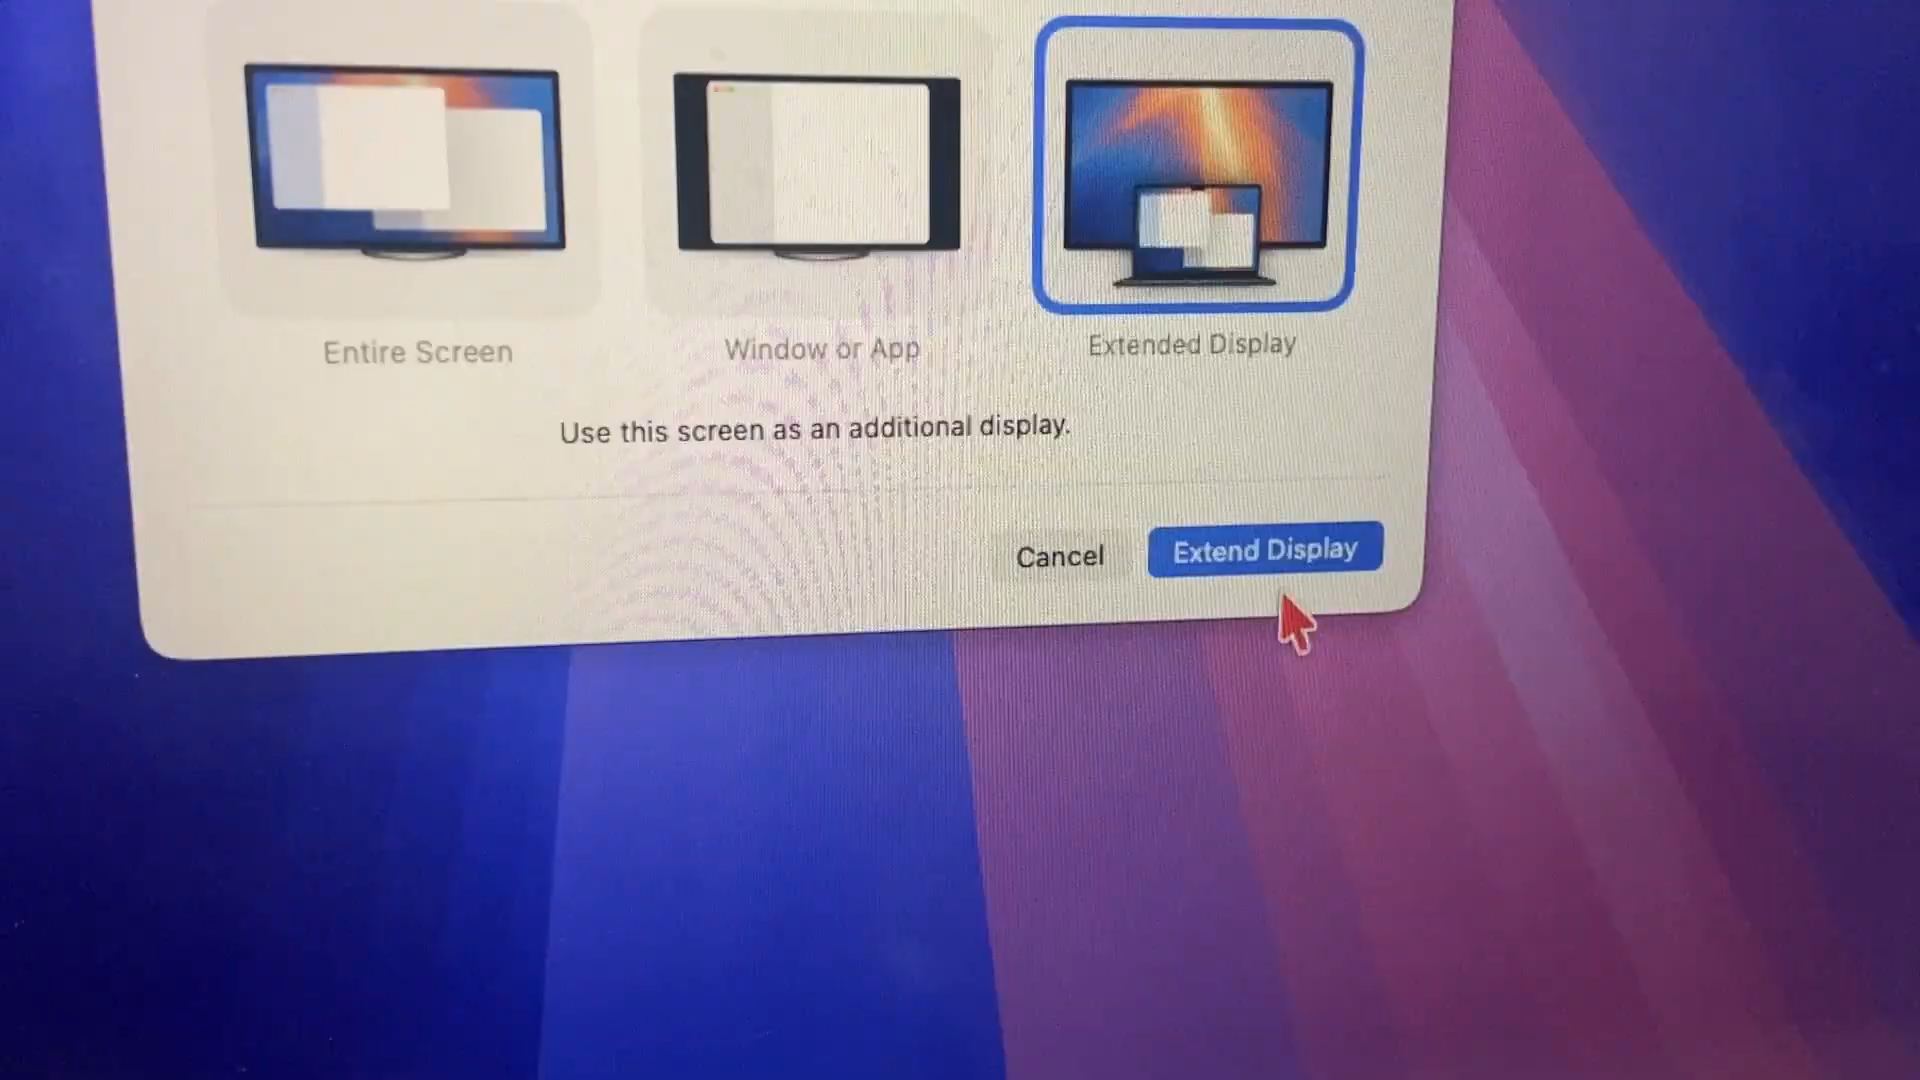 Entire Screen
Window or App
Extended Display
Use this screen as an additional display.
Cancel
Extend Display